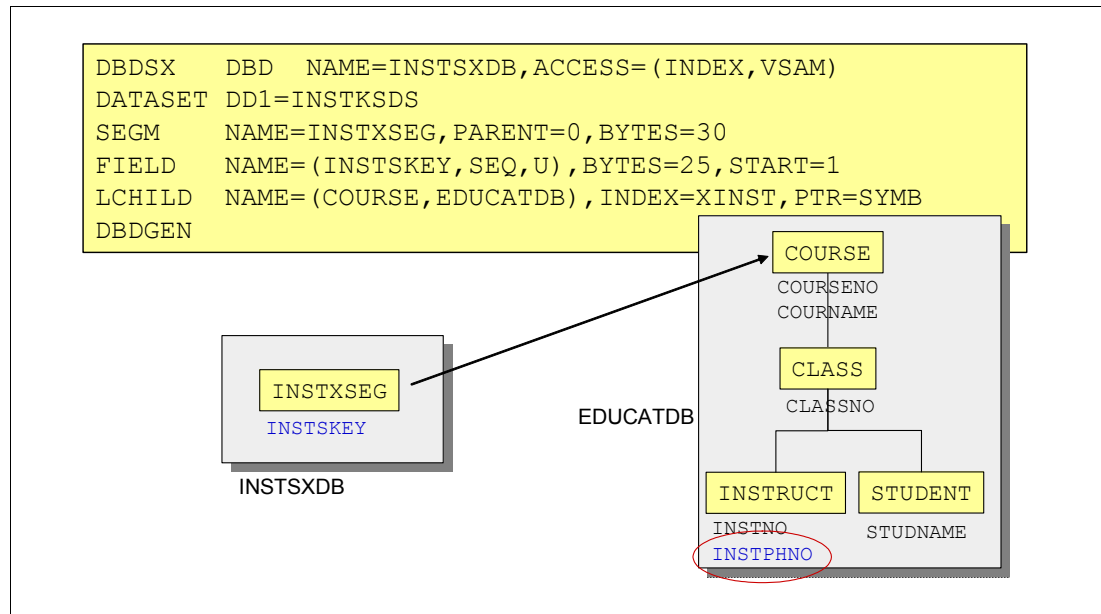 DBDSX   DBD  NAME=INSTSXDB,ACCESS=(INDEX,VSAM)
DATASET DD1=INSTKSDS
SEGM    NAME=INSTXSEG,PARENT=0,BYTES=30
FIELD   NAME=(INSTSKEY,SEQ,U),BYTES=25,START=1
LCHILD  NAME=(COURSE,EDUCATDB),INDEX=XINST,PTR=SYMB
DBDGEN
COURSE
COURSENO
COURNAME
CLASS
CLASSNO
INSTXSEG
INSTSKEY
INSTSXDB
EDUCATDB
INSTRUCT
STUDENT
INSTNO
STUDNAME
INSTPHNO